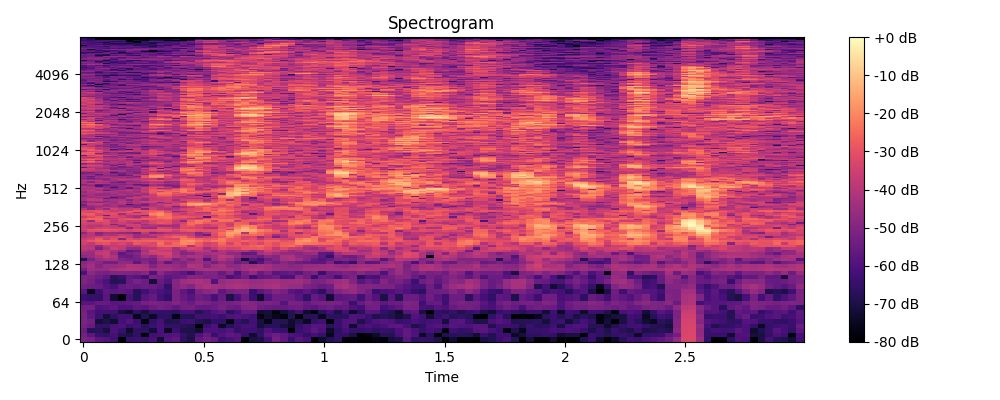 Spectrogram
Hz
4096
2048
1024
512
256
128
64
0
0
0.5
1
1.5
2
2.5
Time
+0 dB
-10 dB
-20 dB
-30 dB
-40 dB
-50 dB
-60 dB
-70 dB
-80 dB